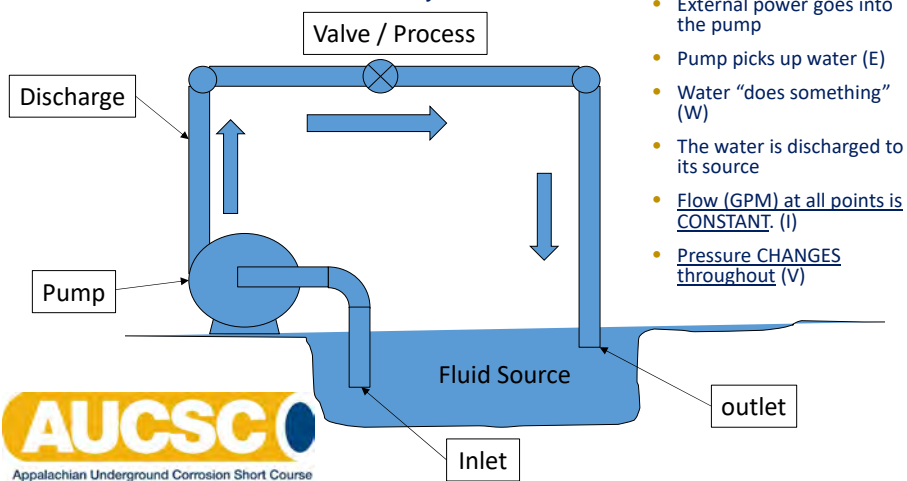 Valve / Process
Discharge
Pump
Fluid Source
outlet
Inlet
• External power goes into
the pump
• Pump picks up water (E)
• Water “does something”
(W)
• The water is discharged to
its source
• Flow (GPM) at all points is
CONSTANT. (I)
• Pressure CHANGES
throughout (V)
AUCSC
Appalachian Underground Corrosion Short Course